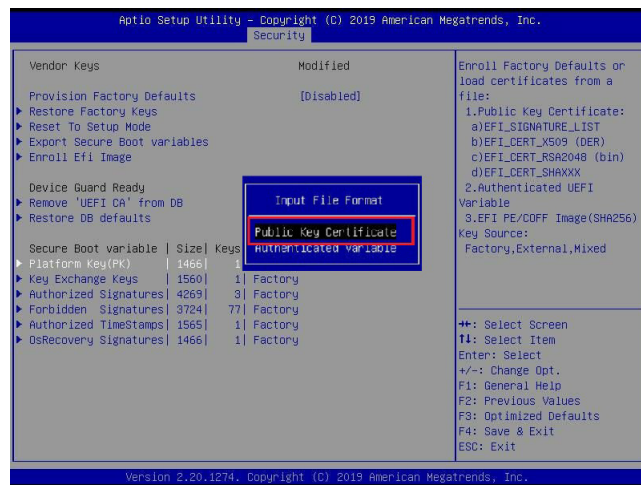 Aptio Setup Utility – Copyright (C) 2019 American Megatrends, Inc.
Security
Vendor Keys Modified
Provision Factory Defaults [Disabled]
Restore Factory Keys
Reset To Setup Mode
Export Secure Boot variables
Enroll Efi Image
Device Guard Ready
Remove 'UEFI CA' from DB
Restore DB defaults
Secure Boot variable | Size| Keys
Platform Key(PK) | 1466| 1
Key Exchange Keys | 1560| 1| Factory
Authorized Signatures| 4269| 3| Factory
Forbidden Signatures| 3724| 77| Factory
Authorized TimeStamps| 1565| 1| Factory
OsRecovery Signatures| 1466| 1| Factory
Input File Format
Public Key Certificate
Authenticated Variable
Enroll Factory Defaults or
load certificates from a
file:
1.Public Key Certificate:
a)EFI_SIGNATURE_LIST
b)EFI_CERT_X509 (DER)
c)EFI_CERT_RSA2048 (bin)
d)EFI_CERT_SHAXXX
2.Authenticated UEFI
Variable
3.EFI PE/COFF Image(SHA256)
Key Source:
Factory,External,Mixed
→←: Select Screen
↑↓: Select Item
Enter: Select
+/-: Change Opt.
F1: General Help
F2: Previous Values
F3: Optimized Defaults
F4: Save & Exit
ESC: Exit
Version 2.20.1274. Copyright (C) 2019 American Megatrends, Inc.